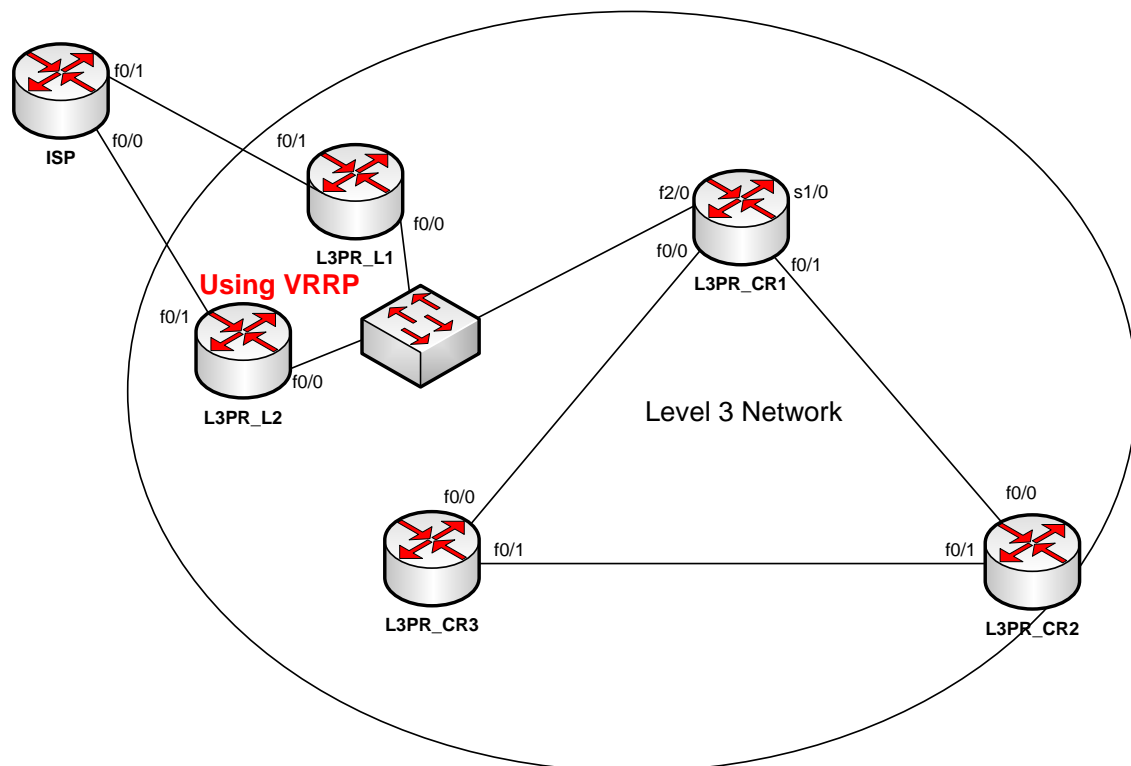 f0/1
ISP
f0/0
f0/1
L3PR_L1
f0/0
Using VRRP
f0/1
L3PR_L2
f0/0
f2/0
s1/0
f0/0
f0/1
L3PR_CR1
Level 3 Network
f0/0
f0/1
L3PR_CR3
f0/0
f0/1
L3PR_CR2